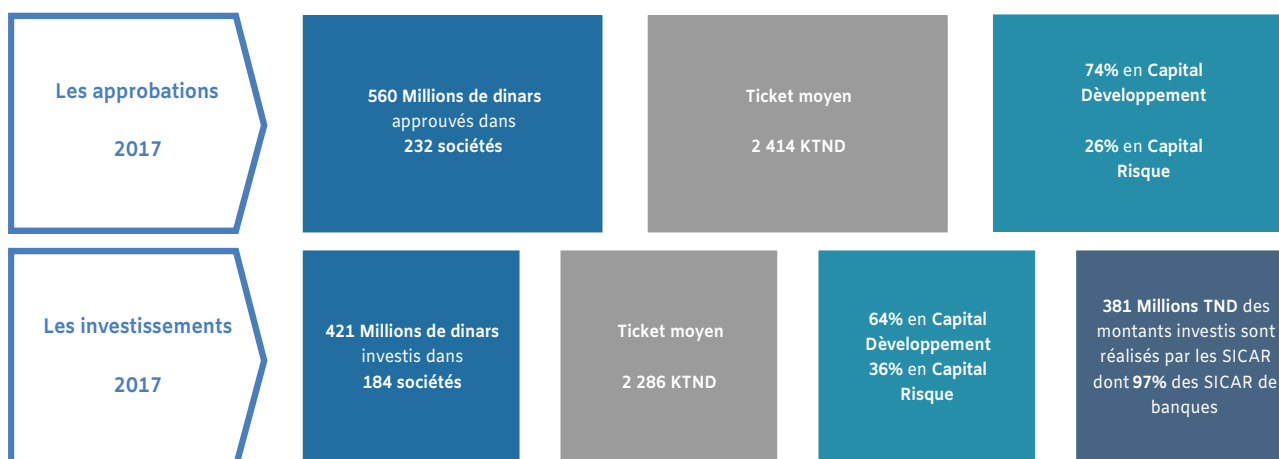 Les approbations
2017
560 Millions de dinars
approuvés dans
232 sociétés
Ticket moyen
2 414 KTND
74% en Capital
Dèveloppement
26% en Capital
Risque
Les investissements
2017
421 Millions de dinars
investis dans
184 sociétés
Ticket moyen
2 286 KTND
64% en Capital
Dèveloppement
36% en Capital
Risque
381 Millions TND des
montants investis sont
réalisés par les SICAR
dont 97% des SICAR de
banques